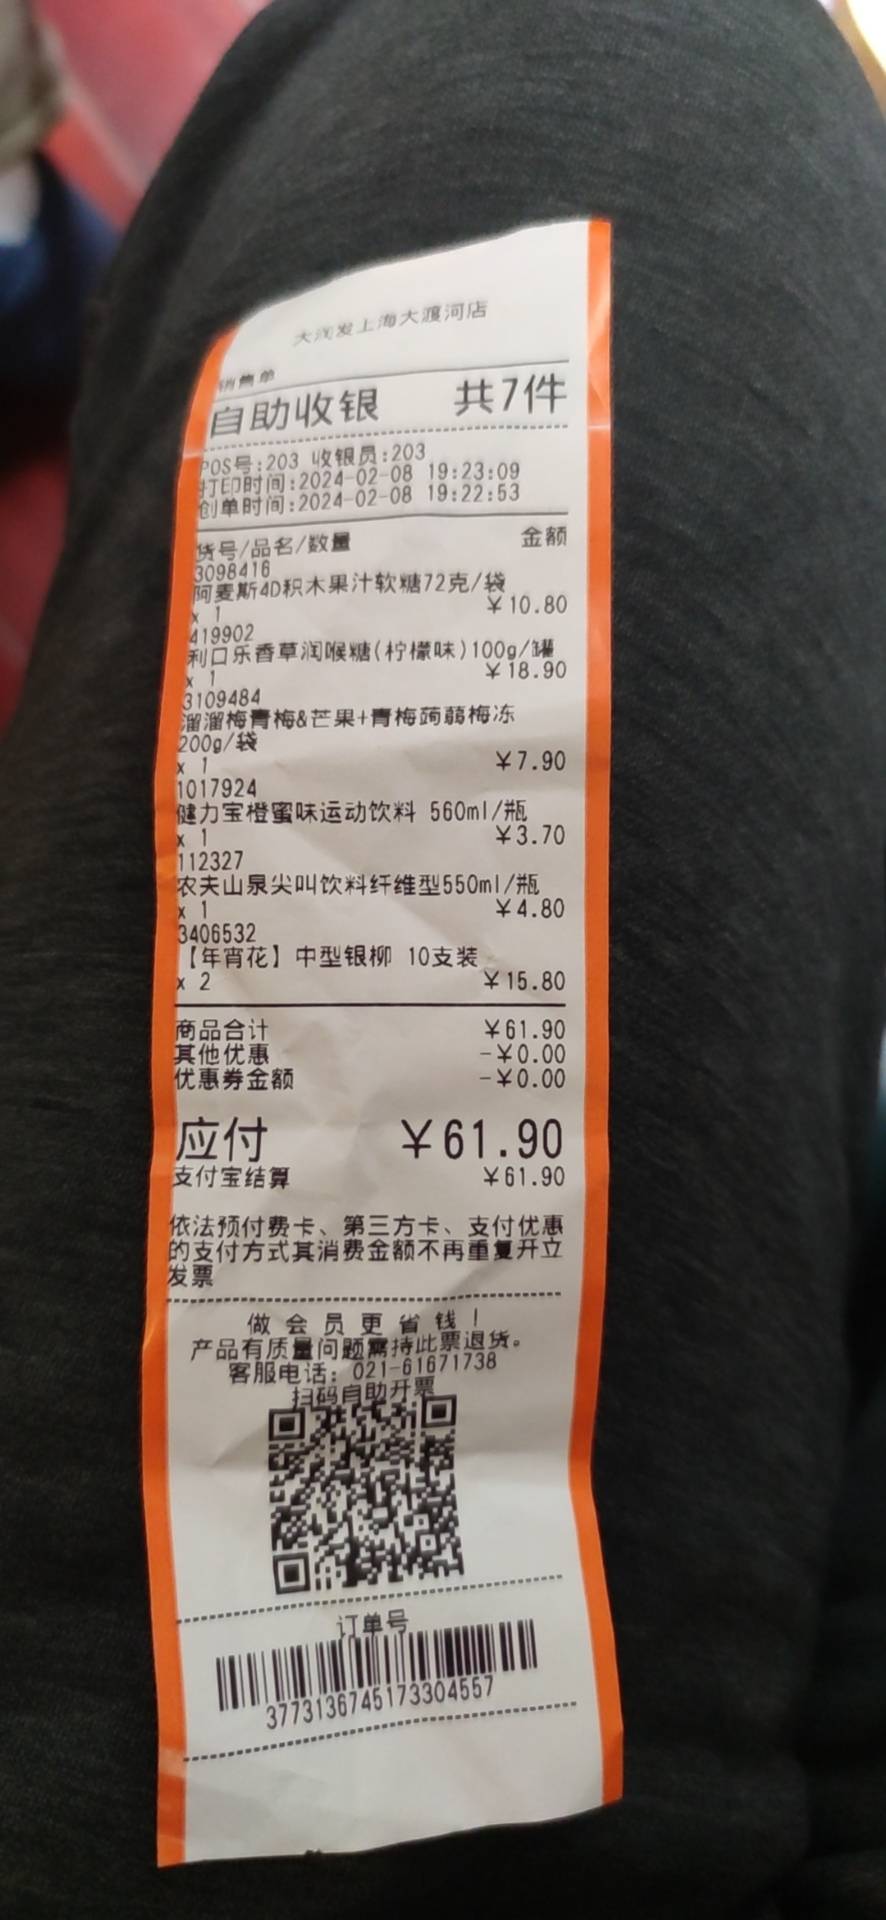 大润发上海大渡河店
销售单
自助收银 共7件
POS号:203 收银员:203
打印时间:2024-02-08 19:23:09
创单时间:2024-02-08 19:22:53
货号/品名/数量 金额
3098416
阿麦斯4D积木果汁软糖72克/袋
x 1 ¥10.80
419902
利口乐香草润喉糖(柠檬味)100g/罐
x 1 ¥18.90
3109484
溜溜梅青梅&芒果+青梅蒟蒻梅冻
200g/袋
x 1 ¥7.90
1017924
健力宝橙蜜味运动饮料 560ml/瓶
x 1 ¥3.70
112327
农夫山泉尖叫饮料纤维型550ml/瓶
x 1 ¥4.80
3406532
【年宵花】中型银柳 10支装
x 2 ¥15.80
商品合计 ¥61.90
其他优惠 -¥0.00
优惠券金额 -¥0.00
应付 ¥61.90
支付宝结算 ¥61.90
依法预付费卡、第三方卡、支付优惠
的支付方式其消费金额不再重复开立
发票
做会员更省钱!
产品有质量问题需持此票退货。
客服电话: 021-61671738
扫码自助开票
订单号
3773136745173304557